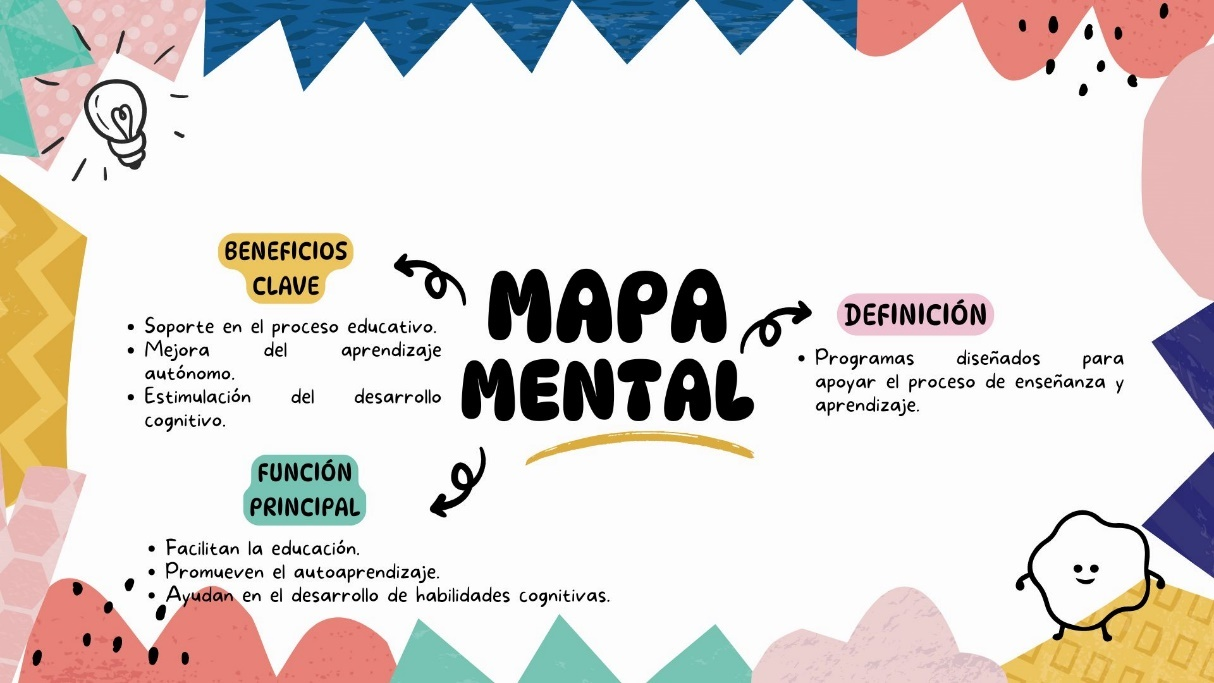 MAPA
MENTAL
BENEFICIOS
CLAVE
• Soporte en el proceso educativo.
• Mejora del aprendizaje
autónomo.
• Estimulación del desarrollo
cognitivo.
DEFINICIÓN
• Programas diseñados para
apoyar el proceso de enseñanza y
aprendizaje.
FUNCIÓN
PRINCIPAL
• Facilitan la educación.
• Promueven el autoaprendizaje.
• Ayudan en el desarrollo de habilidades cognitivas.